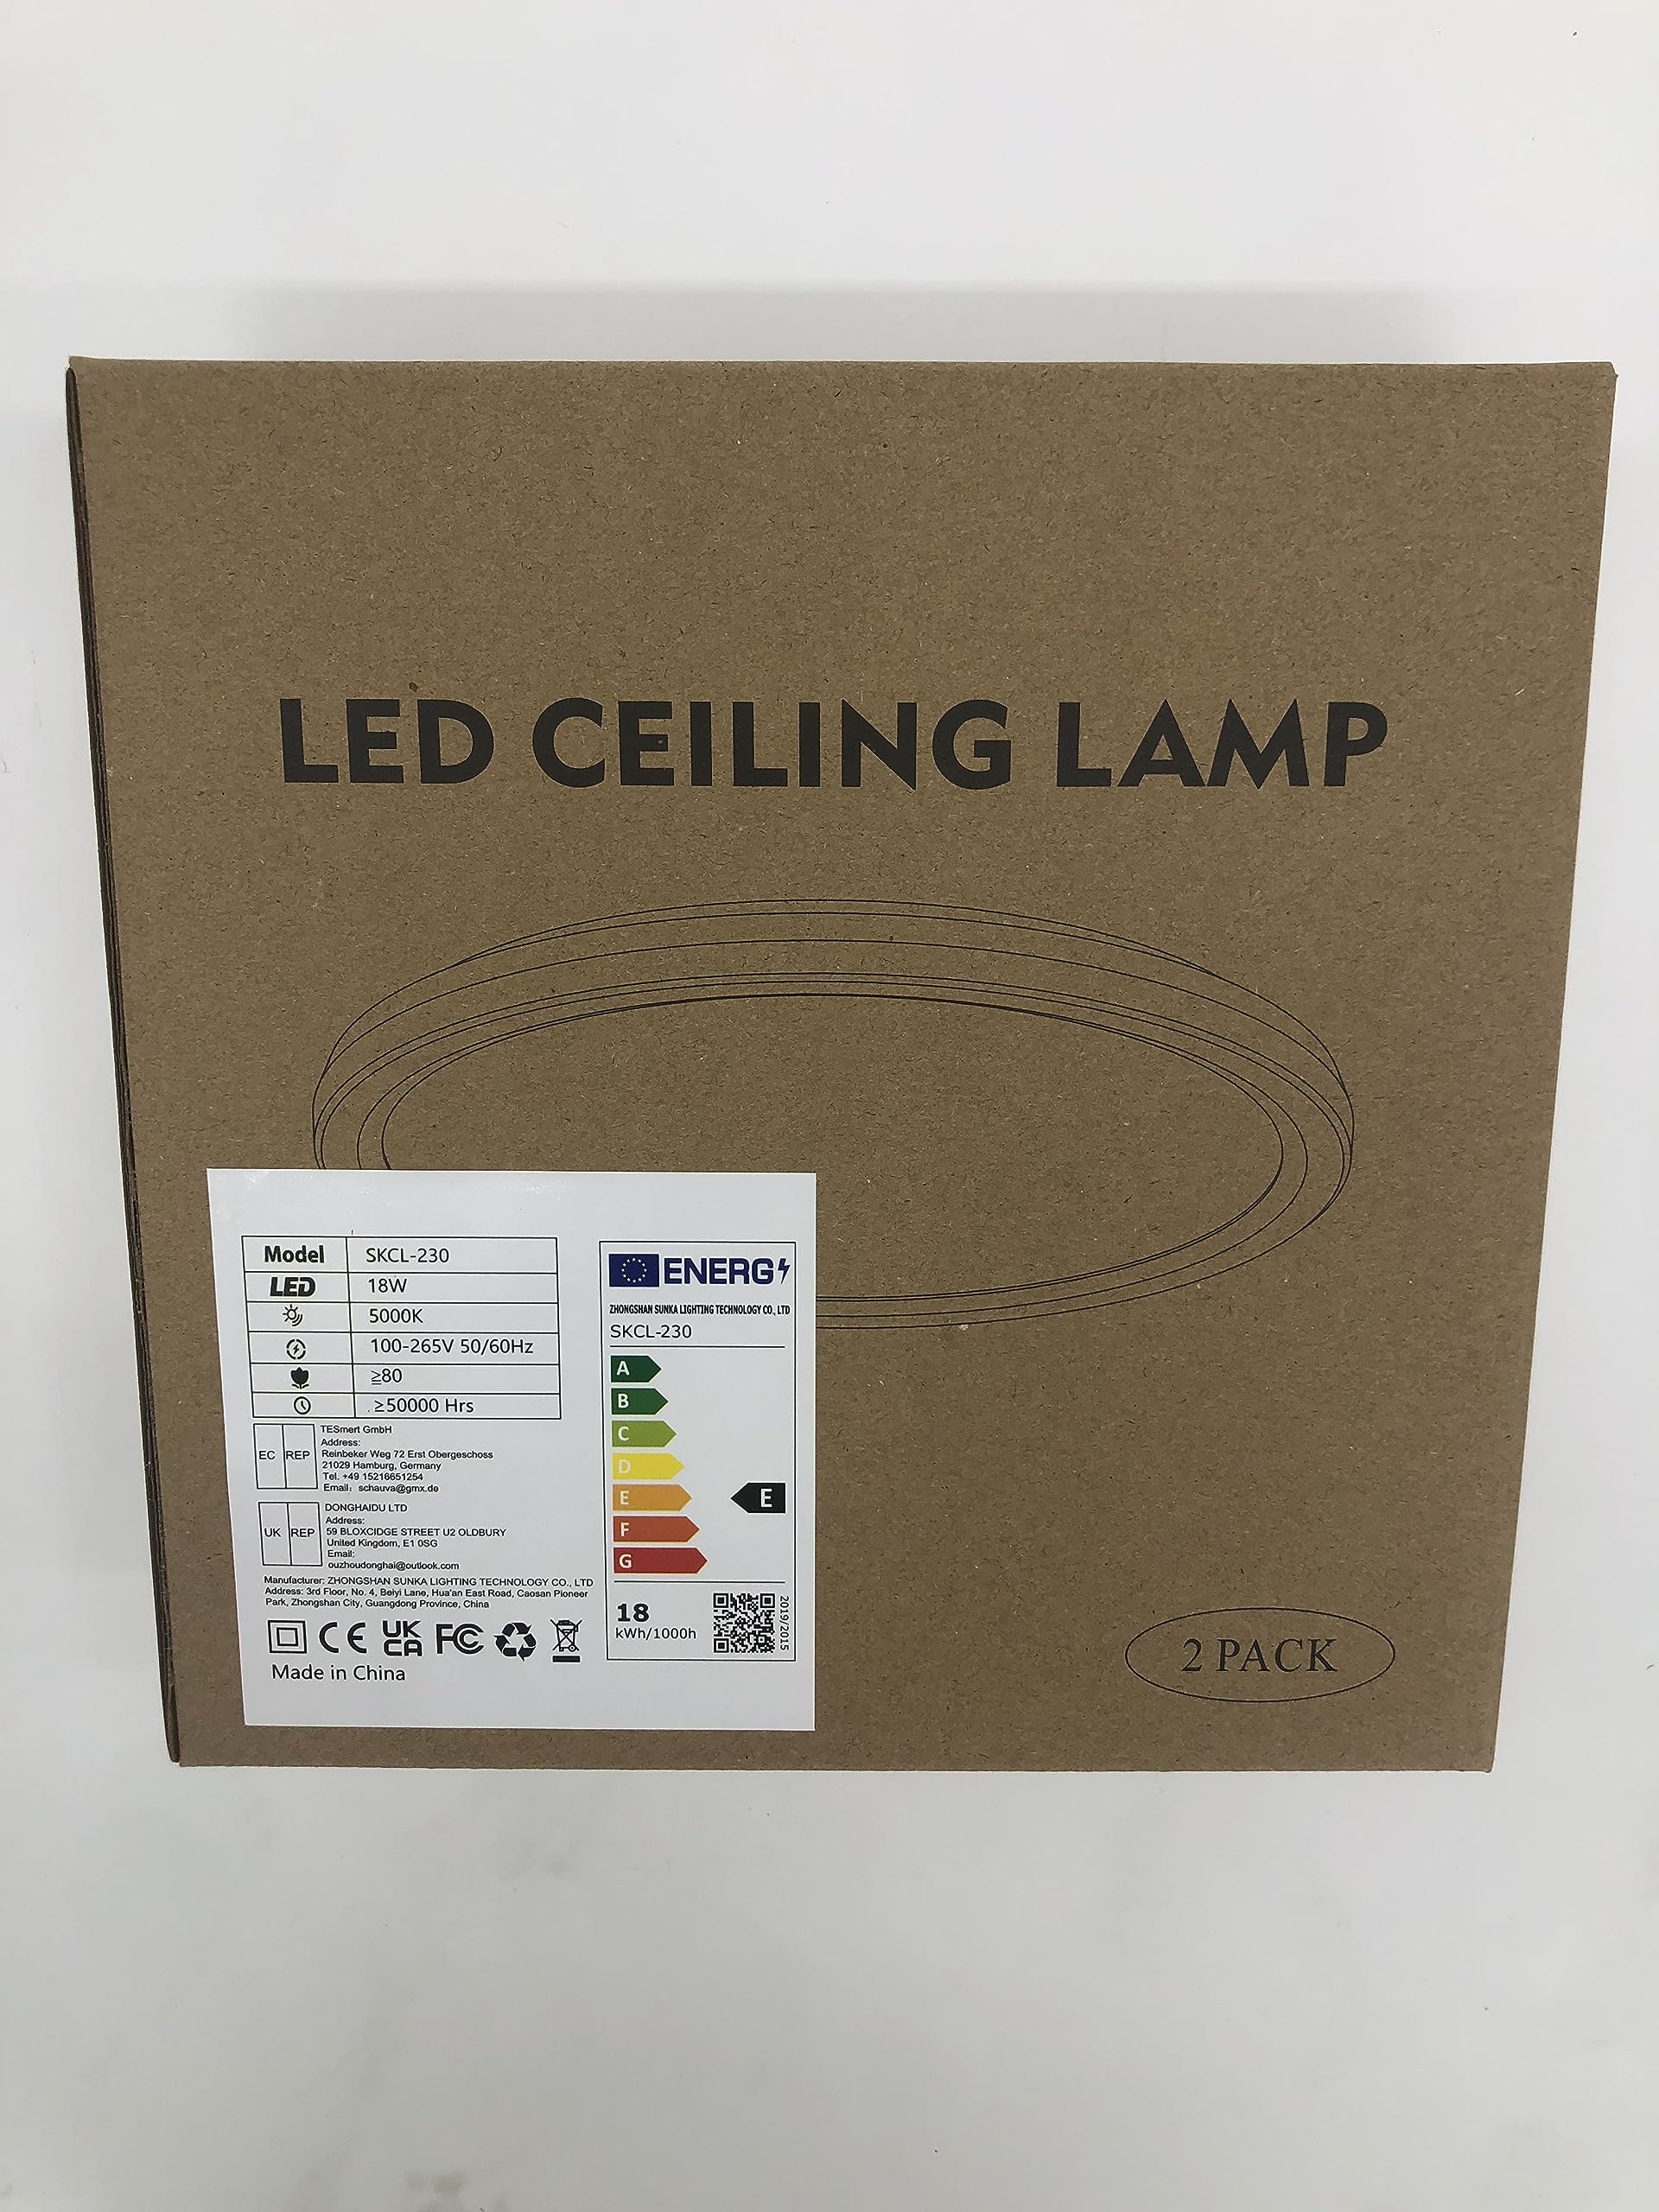 LED CEILING LAMP
Model SKCL-230
LED 18W
5000K
100-265V 50/60Hz
≧80
.≥50000 Hrs
EC REP
TESmert GmbH
Address:
Reinbeker Weg 72 Erst Obergeschoss
21029 Hamburg, Germany
Tel. +49 15216651254
Email: schauva@gmx.de
UK REP
DONGHAIDU LTD
Address:
59 BLOXCIDGE STREET U2 OLDBURY
United Kingdom, E1 0SG
Email:
ouzhoudonghai@outlook.com
Manufacturer: ZHONGSHAN SUNKA LIGHTING TECHNOLOGY CO., LTD
Address: 3rd Floor, No. 4, Beiyi Lane, Hua'an East Road, Caosan Pioneer
Park, Zhongshan City, Guangdong Province, China
CE UK CA FC
Made in China
ENERG
ZHONGSHAN SUNKA LIGHTING TECHNOLOGY CO., LTD
SKCL-230
A
B
C
D
E E
F
G
18
kWh/1000h
2019/2015
2 PACK